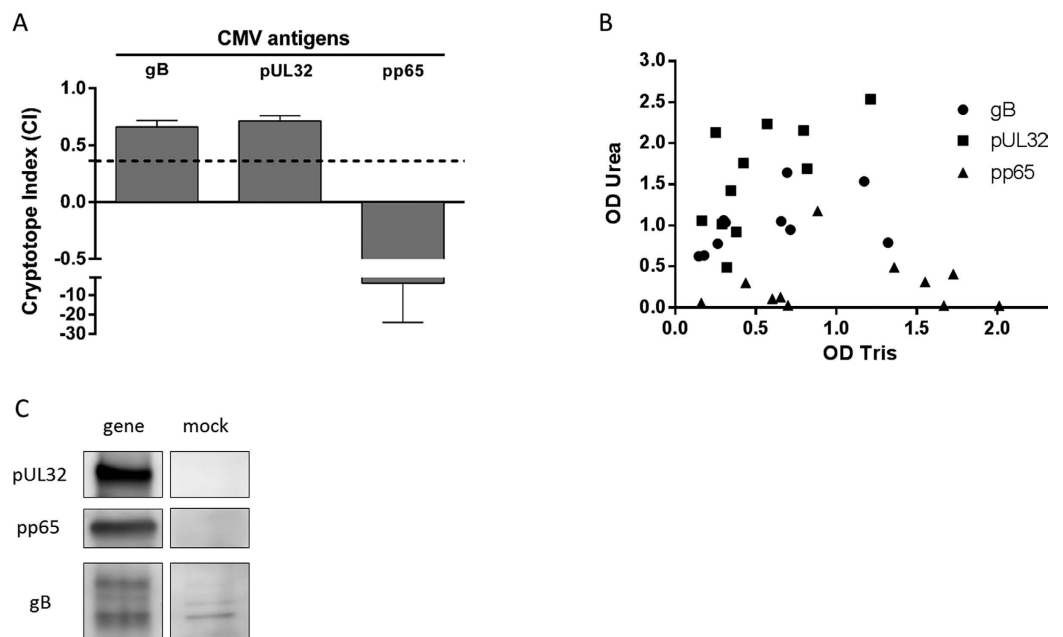 A
CMV antigens
gB pUL32 pp65
Cryptotope Index (CI)
1.0
0.5
0.0
-0.5
-10
-20
-30
B
OD Urea
3.0
2.5
2.0
1.5
1.0
0.5
0.0
0.0 0.5 1.0 1.5 2.0
OD Tris
gB
pUL32
pp65
C
gene mock
pUL32
pp65
gB